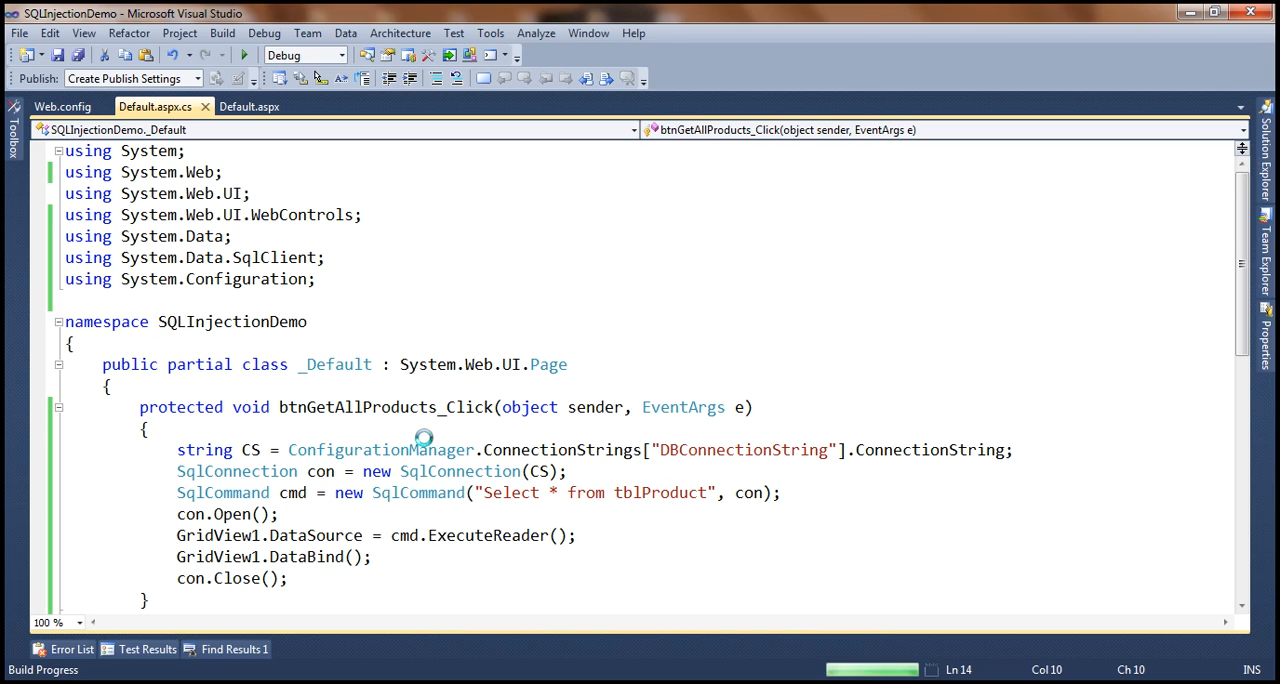 SQLInjectionDemo - Microsoft Visual Studio
File Edit View Refactor Project Build Debug Team Data Architecture Test Tools Analyze Window Help
Debug
Publish: Create Publish Settings
Web.config Default.aspx.cs Default.aspx
SQLInjectionDemo._Default btnGetAllProducts_Click(object sender, EventArgs e)
Toolbox
Solution Explorer
Team Explorer
Properties
using System;
using System.Web;
using System.Web.UI;
using System.Web.UI.WebControls;
using System.Data;
using System.Data.SqlClient;
using System.Configuration;
namespace SQLInjectionDemo
{
public partial class _Default : System.Web.UI.Page
{
protected void btnGetAllProducts_Click(object sender, EventArgs e)
{
string CS = ConfigurationManager.ConnectionStrings["DBConnectionString"].ConnectionString;
SqlConnection con = new SqlConnection(CS);
SqlCommand cmd = new SqlCommand("Select * from tblProduct", con);
con.Open();
GridView1.DataSource = cmd.ExecuteReader();
GridView1.DataBind();
con.Close();
}
100 %
Error List Test Results Find Results 1
Build Progress Ln 14 Col 10 Ch 10 INS